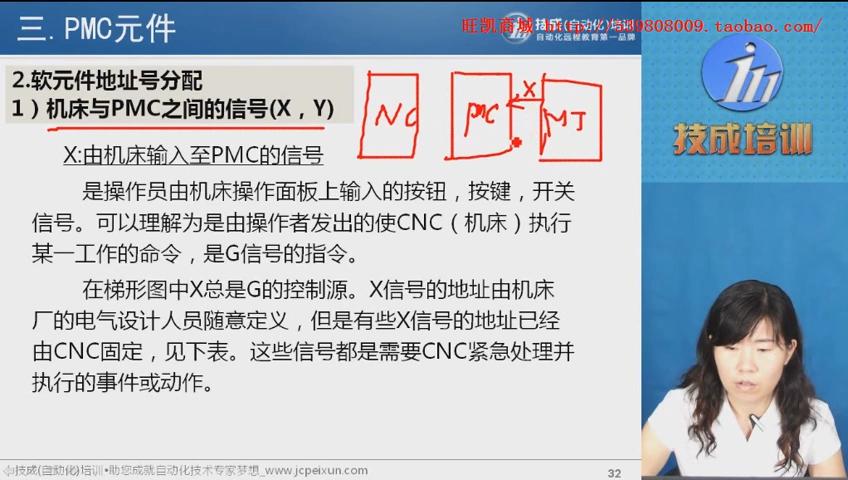 三.PMC元件
技成(自动化)培训
自动化远程教育第一品牌
2.软元件地址号分配
1）机床与PMC之间的信号(X，Y)
NC
PMC
X
MT
X:由机床输入至PMC的信号
是操作员由机床操作面板上输入的按钮，按键，开关
信号。可以理解为是由操作者发出的使CNC（机床）执行
某一工作的命令，是G信号的指令。
在梯形图中X总是G的控制源。X信号的地址由机床
厂的电气设计人员随意定义，但是有些X信号的地址已经
由CNC固定，见下表。这些信号都是需要CNC紧急处理并
执行的事件或动作。
技成培训
技成(自动化)培训•助您成就自动化技术专家梦想_www.jcpeixun.com
32